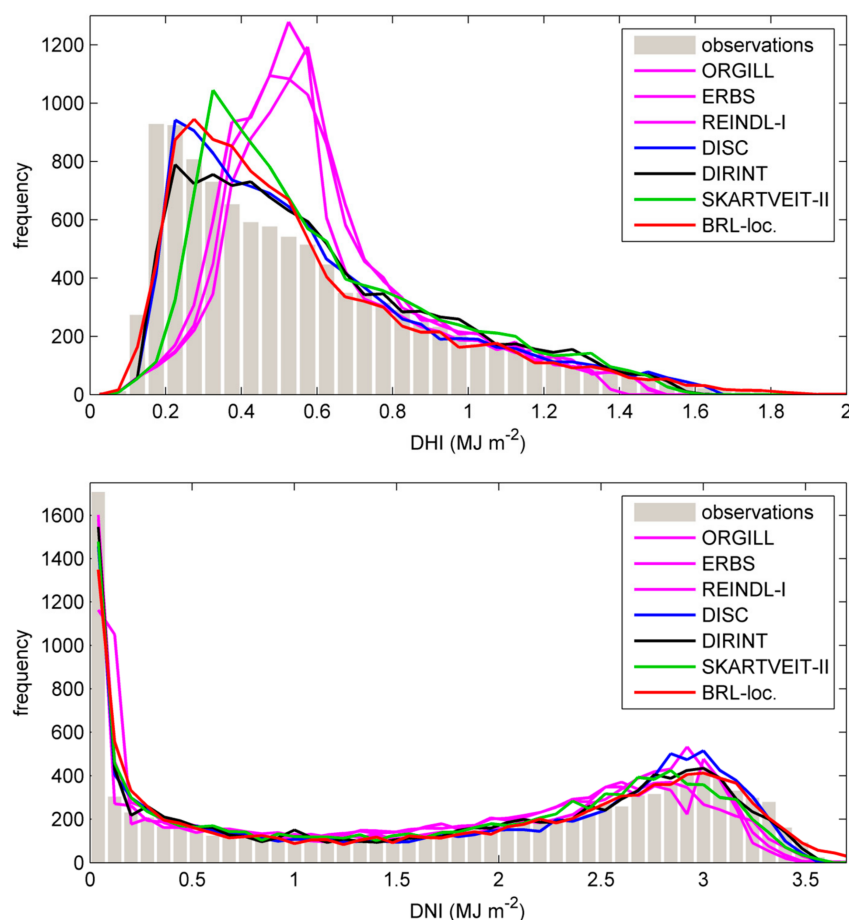 1200
1000
800
600
400
200
0
frequency
0
0.2
0.4
0.6
0.8
1
1.2
1.4
1.6
1.8
2
DHI (MJ m⁻²)
observations
ORGILL
ERBS
REINDL-I
DISC
DIRINT
SKARTVEIT-II
BRL-loc.
1600
1400
1200
1000
800
600
400
200
0
frequency
0
0.5
1
1.5
2
2.5
3
3.5
DNI (MJ m⁻²)
observations
ORGILL
ERBS
REINDL-I
DISC
DIRINT
SKARTVEIT-II
BRL-loc.